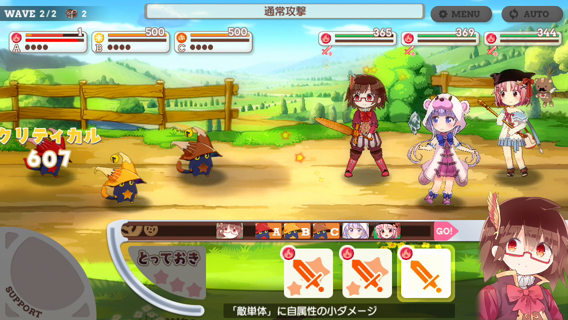 WAVE 2/2 2
通常攻撃
MENU
AUTO
1
A
500
B
500
C
365
369
344
クリティカル
607
A
B
C
GO!
とっておき
SUPPORT
「敵単体」に自属性の小ダメージ